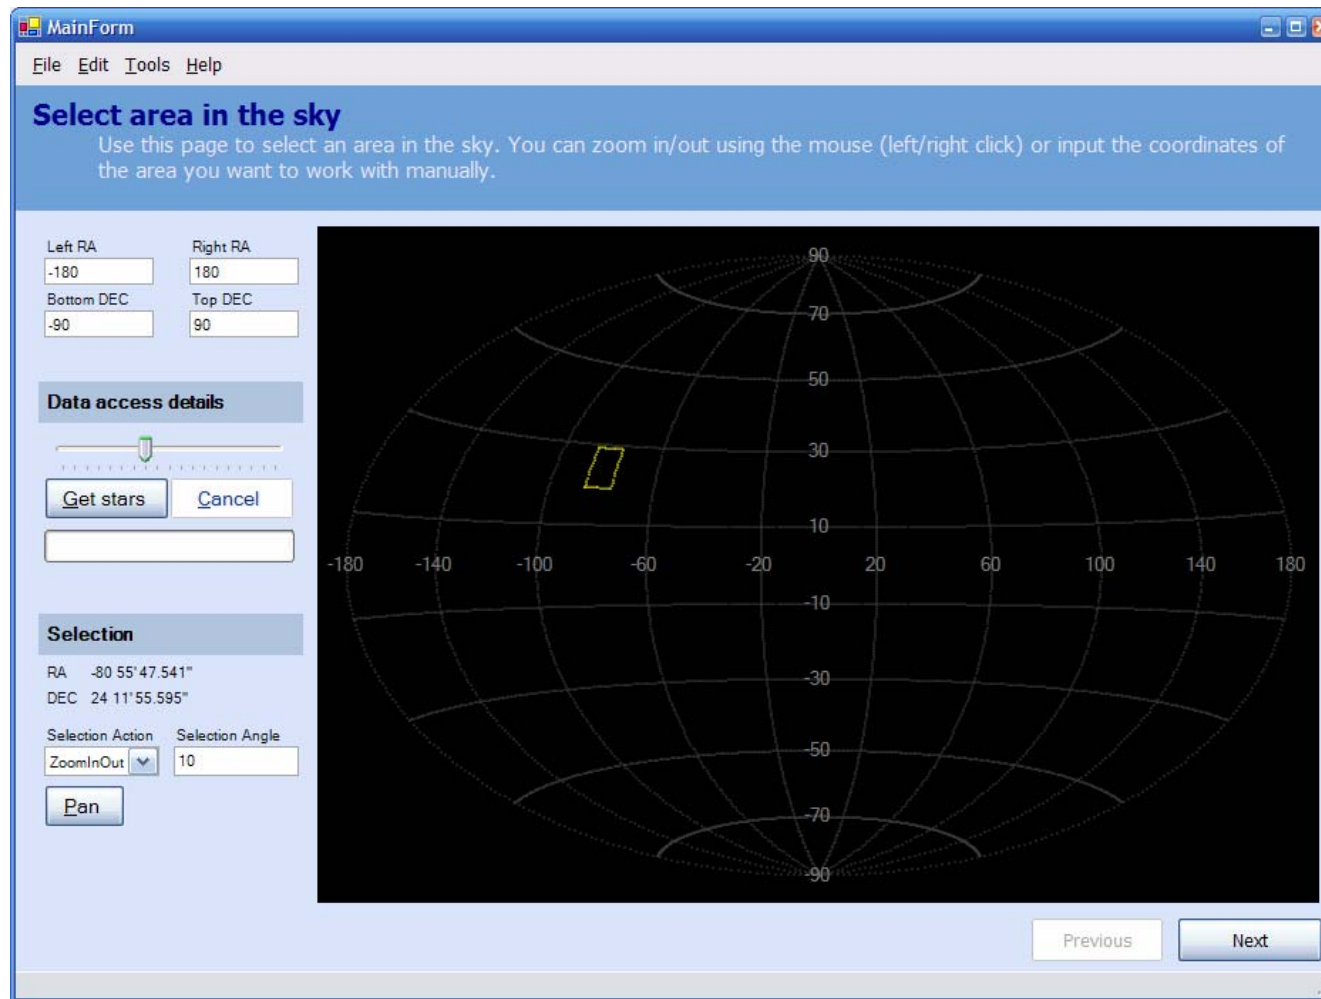 MainForm
File Edit Tools Help
Select area in the sky
Use this page to select an area in the sky. You can zoom in/out using the mouse (left/right click) or input the coordinates of
the area you want to work with manually.
Left RA Right RA
-180 180
Bottom DEC Top DEC
-90 90
Data access details
Get stars Cancel
Selection
RA -80 55'47.541"
DEC 24 11'55.595"
Selection Action Selection Angle
ZoomInOut 10
Pan
90
70
50
30
10
-180 -140 -100 -60 -20 20 60 100 140 180
-10
-30
-50
-70
-90
Previous Next